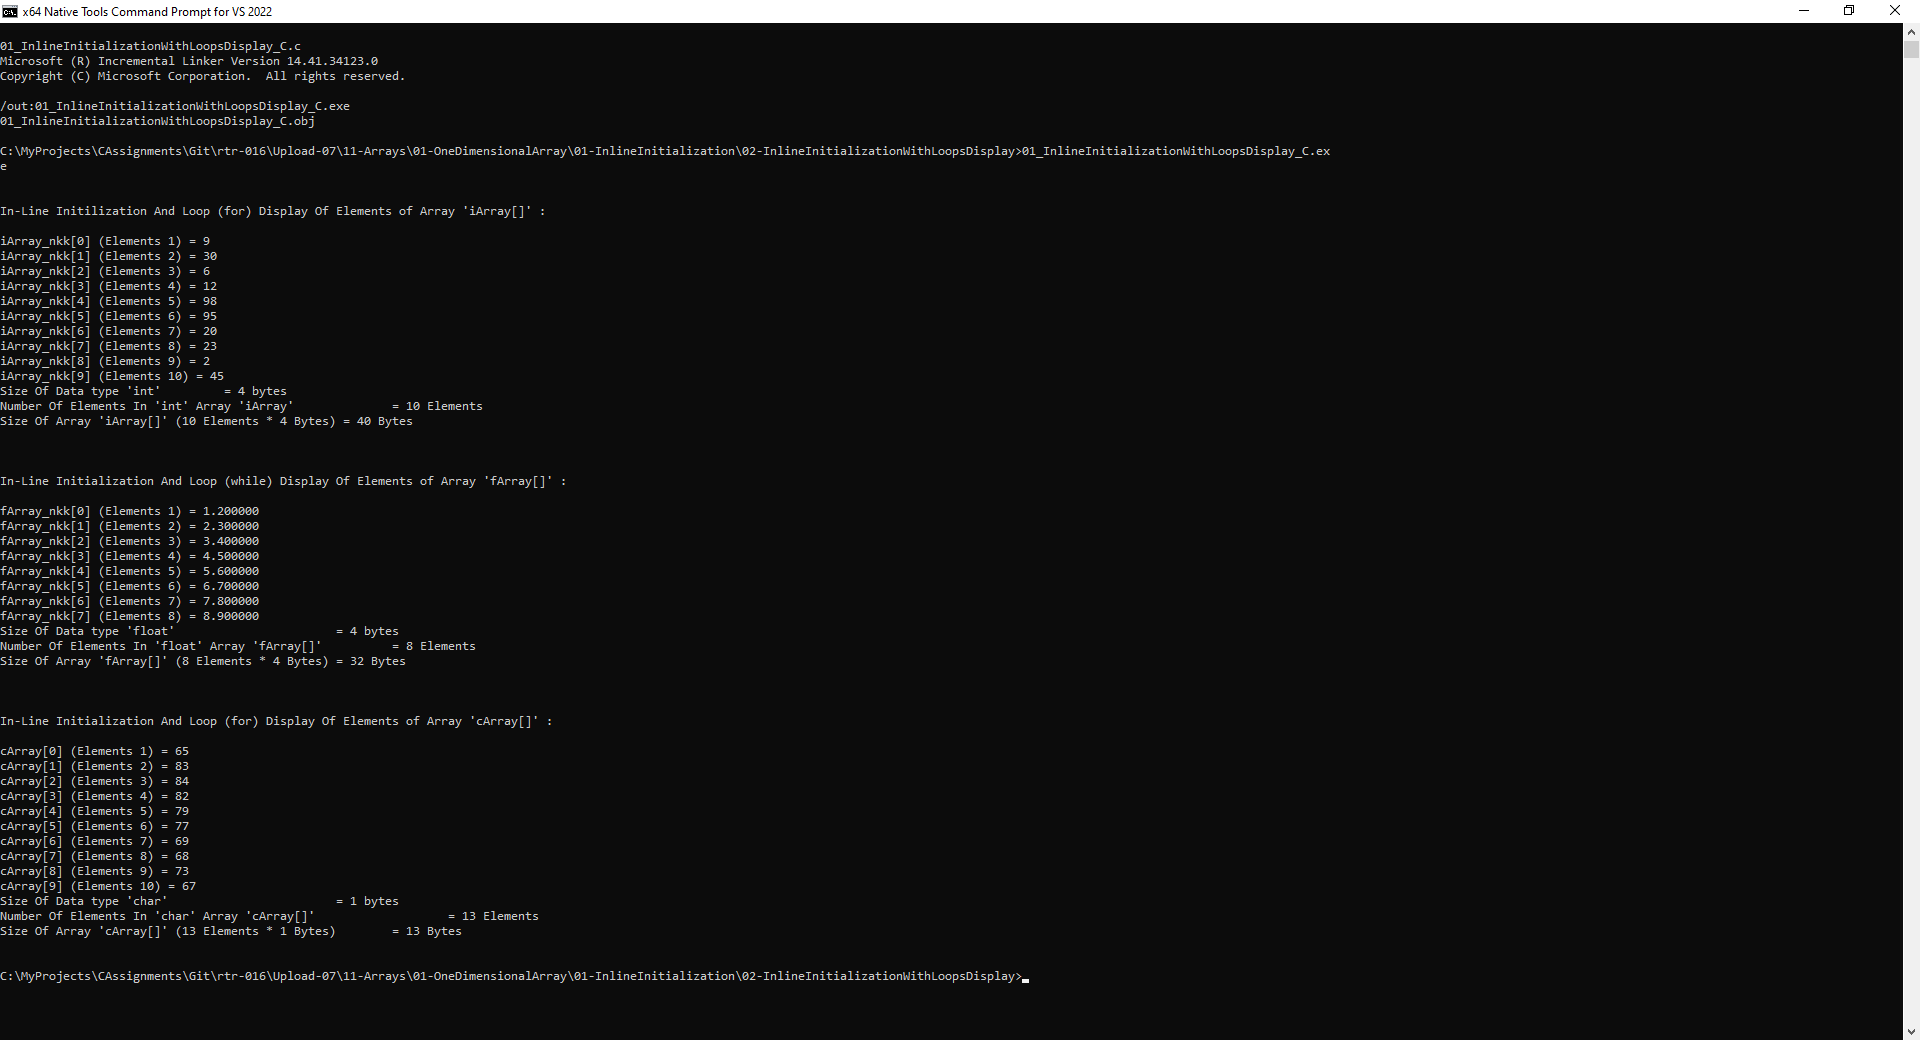 x64 Native Tools Command Prompt for VS 2022
01_InlineInitializationWithLoopsDisplay_C.c
Microsoft (R) Incremental Linker Version 14.41.34123.0
Copyright (C) Microsoft Corporation.  All rights reserved.
/out:01_InlineInitializationWithLoopsDisplay_C.exe
01_InlineInitializationWithLoopsDisplay_C.obj
C:\MyProjects\CAssignments\Git\rtr-016\Upload-07\11-Arrays\01-OneDimensionalArray\01-InlineInitialization\02-InlineInitializationWithLoopsDisplay>01_InlineInitializationWithLoopsDisplay_C.ex
e
In-Line Initilization And Loop (for) Display Of Elements of Array 'iArray[]' :
iArray_nkk[0] (Elements 1) = 9
iArray_nkk[1] (Elements 2) = 30
iArray_nkk[2] (Elements 3) = 6
iArray_nkk[3] (Elements 4) = 12
iArray_nkk[4] (Elements 5) = 98
iArray_nkk[5] (Elements 6) = 95
iArray_nkk[6] (Elements 7) = 20
iArray_nkk[7] (Elements 8) = 23
iArray_nkk[8] (Elements 9) = 2
iArray_nkk[9] (Elements 10) = 45
Size Of Data type 'int'         = 4 bytes
Number Of Elements In 'int' Array 'iArray'              = 10 Elements
Size Of Array 'iArray[]' (10 Elements * 4 Bytes) = 40 Bytes
In-Line Initialization And Loop (while) Display Of Elements of Array 'fArray[]' :
fArray_nkk[0] (Elements 1) = 1.200000
fArray_nkk[1] (Elements 2) = 2.300000
fArray_nkk[2] (Elements 3) = 3.400000
fArray_nkk[3] (Elements 4) = 4.500000
fArray_nkk[4] (Elements 5) = 5.600000
fArray_nkk[5] (Elements 6) = 6.700000
fArray_nkk[6] (Elements 7) = 7.800000
fArray_nkk[7] (Elements 8) = 8.900000
Size Of Data type 'float'                       = 4 bytes
Number Of Elements In 'float' Array 'fArray[]'          = 8 Elements
Size Of Array 'fArray[]' (8 Elements * 4 Bytes) = 32 Bytes
In-Line Initialization And Loop (for) Display Of Elements of Array 'cArray[]' :
cArray[0] (Elements 1) = 65
cArray[1] (Elements 2) = 83
cArray[2] (Elements 3) = 84
cArray[3] (Elements 4) = 82
cArray[4] (Elements 5) = 79
cArray[5] (Elements 6) = 77
cArray[6] (Elements 7) = 69
cArray[7] (Elements 8) = 68
cArray[8] (Elements 9) = 73
cArray[9] (Elements 10) = 67
Size Of Data type 'char'                        = 1 bytes
Number Of Elements In 'char' Array 'cArray[]'                   = 13 Elements
Size Of Array 'cArray[]' (13 Elements * 1 Bytes)        = 13 Bytes
C:\MyProjects\CAssignments\Git\rtr-016\Upload-07\11-Arrays\01-OneDimensionalArray\01-InlineInitialization\02-InlineInitializationWithLoopsDisplay>